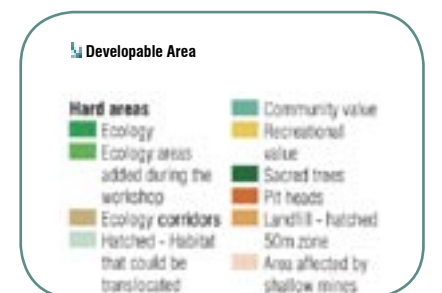 Developable Area
Hard areas
Ecology
Ecology areas
added during the
workshop
Ecology corridors
Hatched - Habitat
that could be
translocated
Community value
Recreational
value
Sacred trees
Pit heads
Landfill - hatched
50m zone
Area affected by
shallow mines